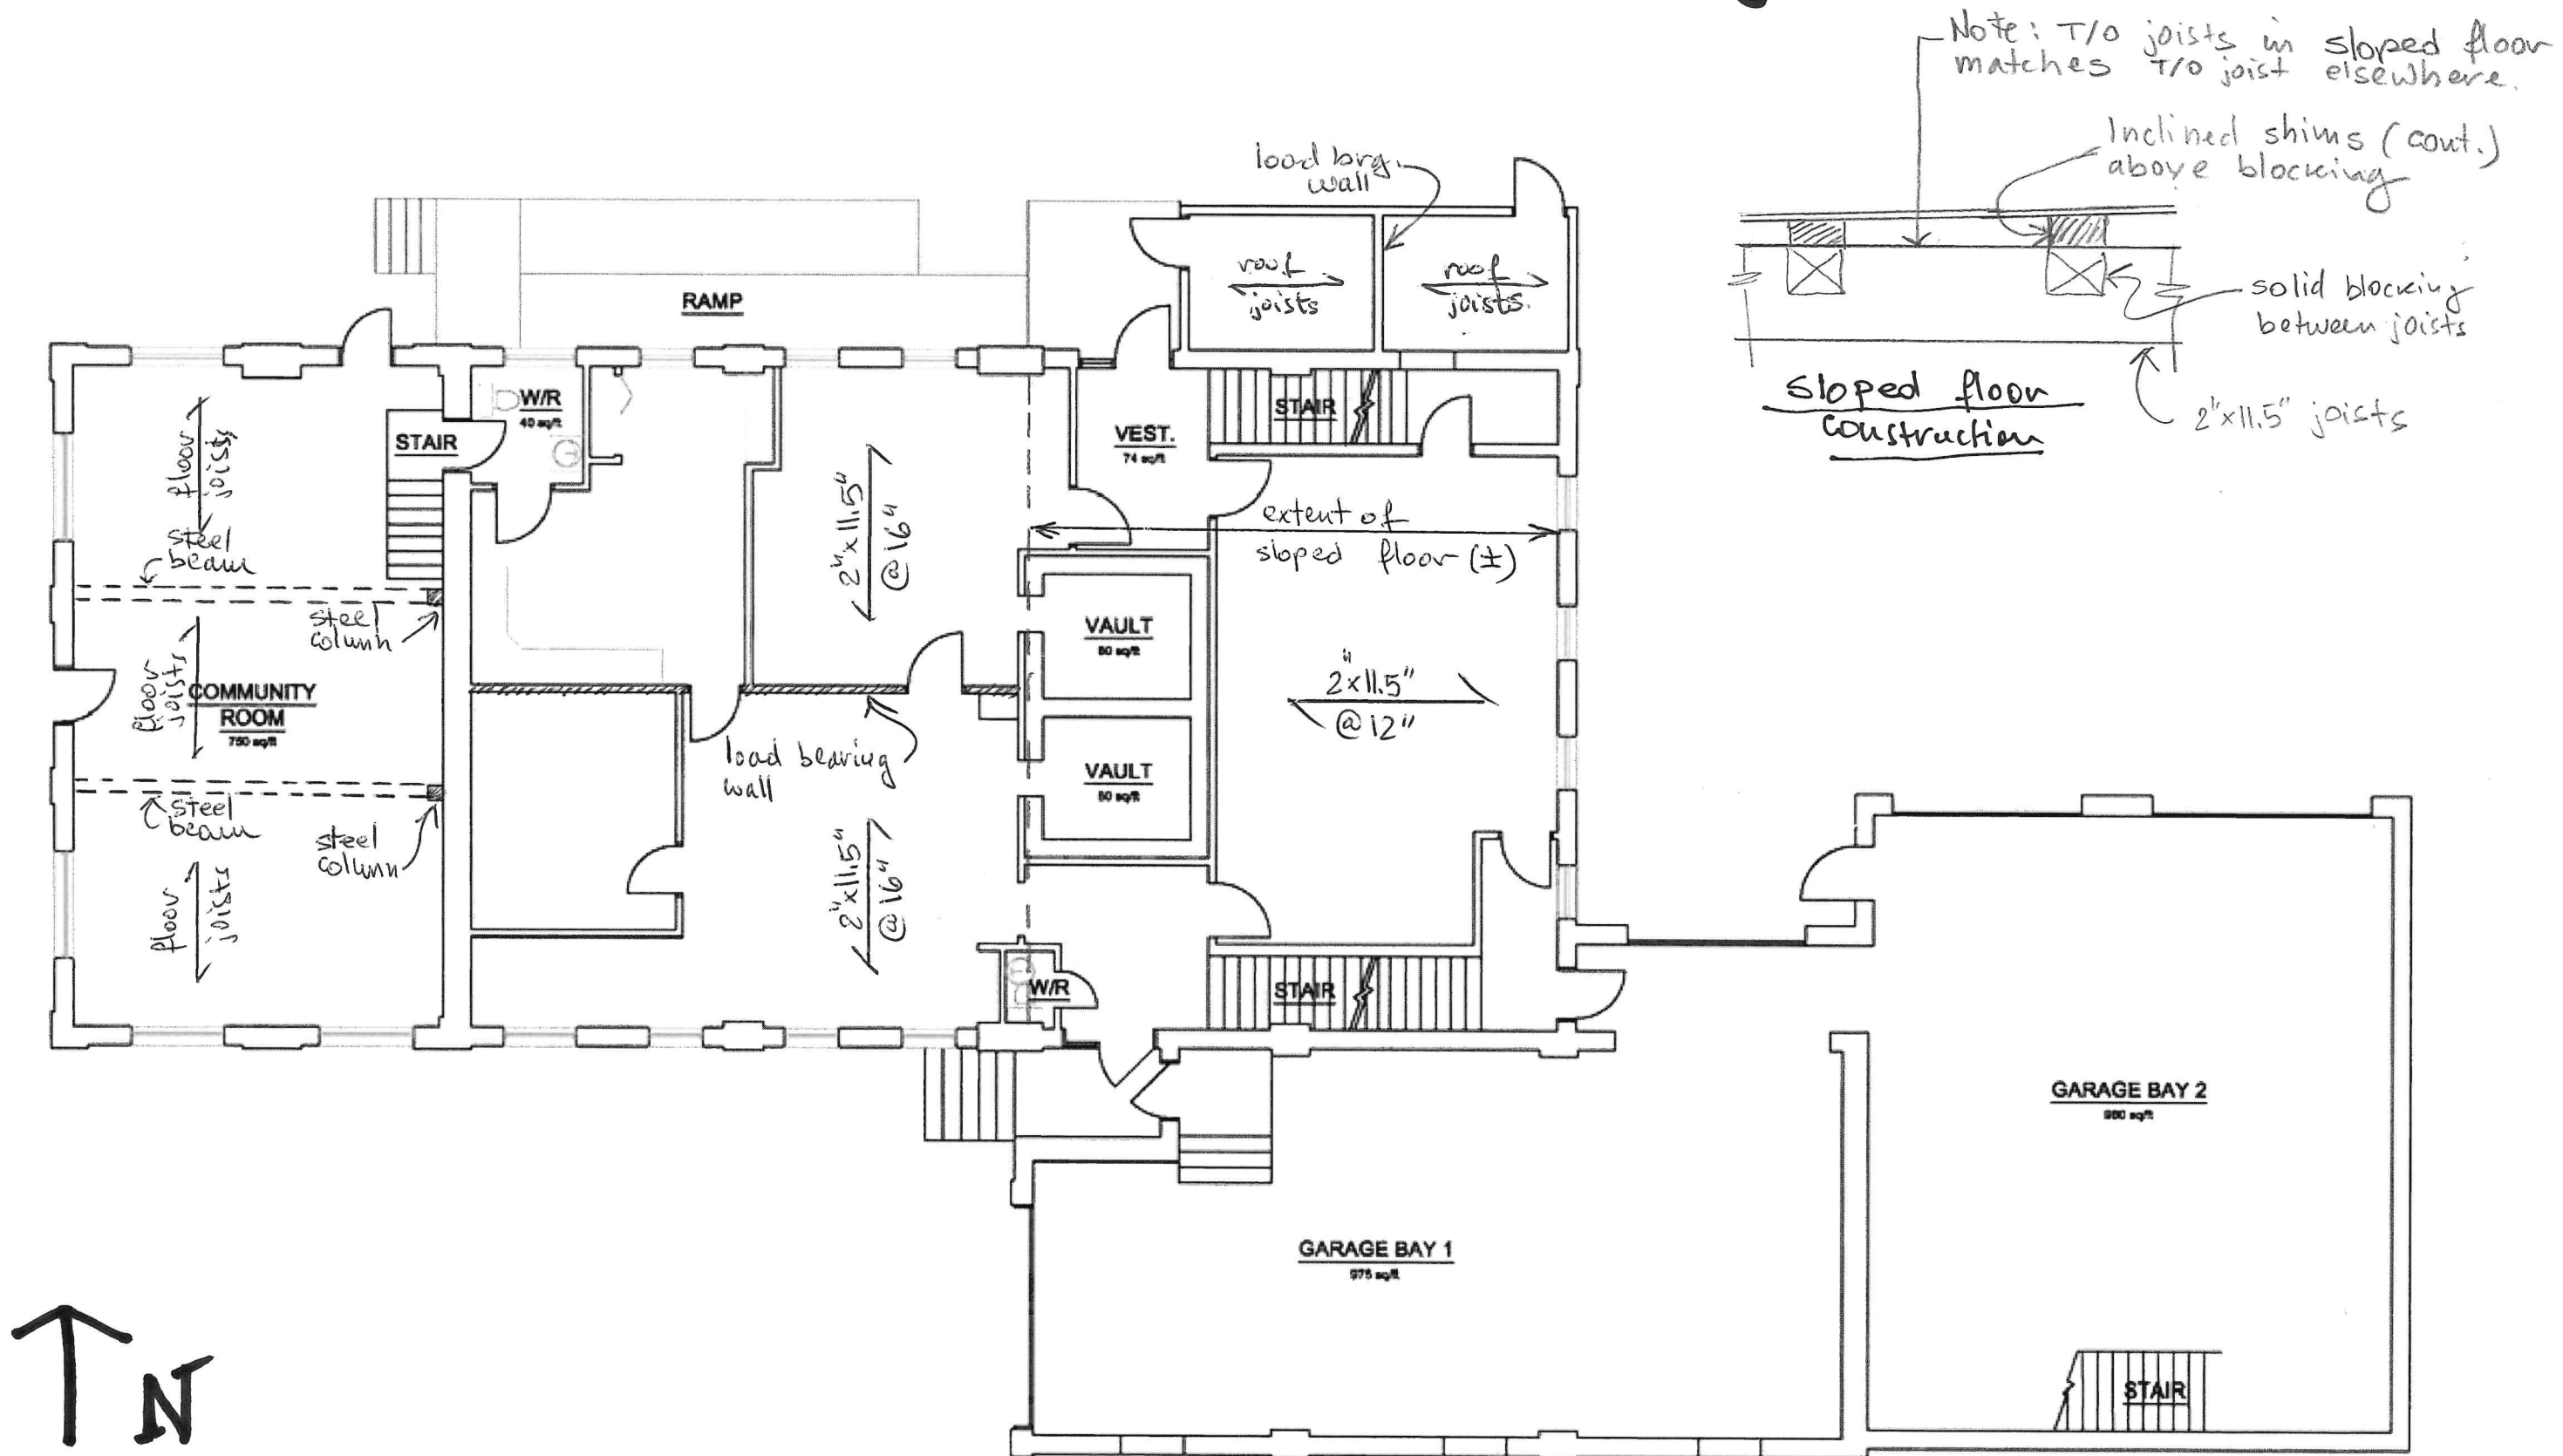 Note: T/O joists in sloped floor
matches T/O joist elsewhere.
Inclined shims (cont.)
above blocking
solid blocking
between joists
2"x11.5" joists
sloped floor
construction
load brg.
wall
roof
joists
roof
joists.
RAMP
W/R
40 sq/ft
STAIR
floor
joists
steel
beam
steel
column
floor
joists
COMMUNITY
ROOM
750 sq/ft
steel
beam
steel
column
floor
joists
2"x11.5"
@16"
load bearing
wall
2"x11.5"
@16"
VEST.
74 sq/ft
STAIR
extent of
sloped floor (±)
VAULT
60 sq/ft
VAULT
60 sq/ft
2"x11.5"
@12"
W/R
STAIR
GARAGE BAY 1
975 sq/ft
GARAGE BAY 2
980 sq/ft
STAIR
N